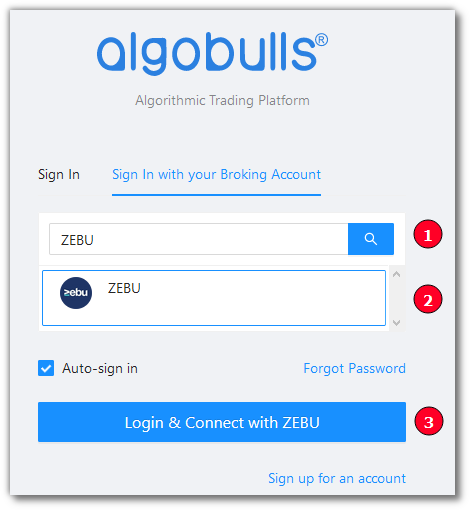 algobulls®
Algorithmic Trading Platform
Sign In Sign In with your Broking Account
ZEBU 1
zebu ZEBU 2
Auto-sign in Forgot Password
Login & Connect with ZEBU 3
Sign up for an account